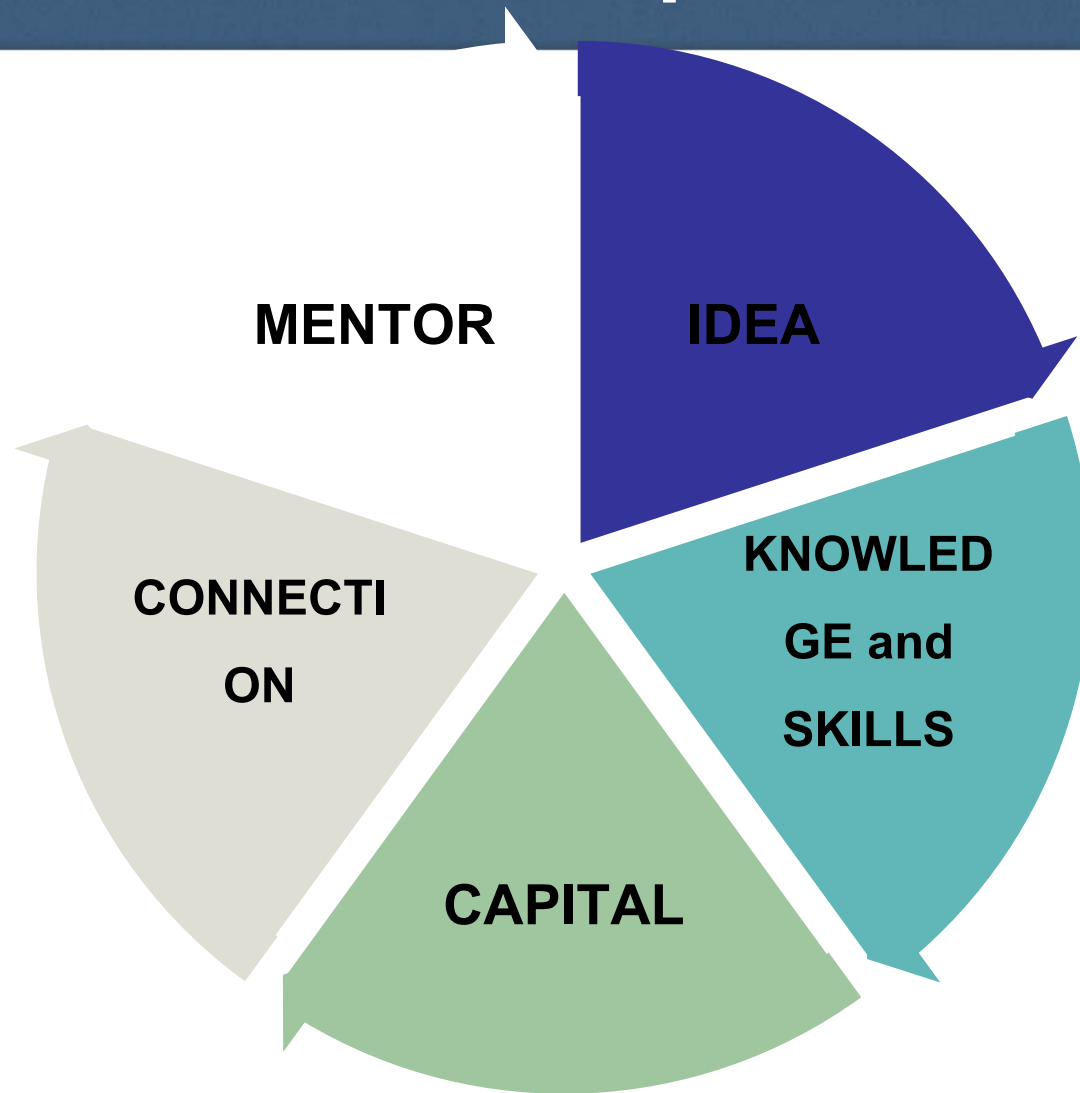 MENTOR
IDEA
KNOWLED
GE and
SKILLS
CONNECTI
ON
CAPITAL